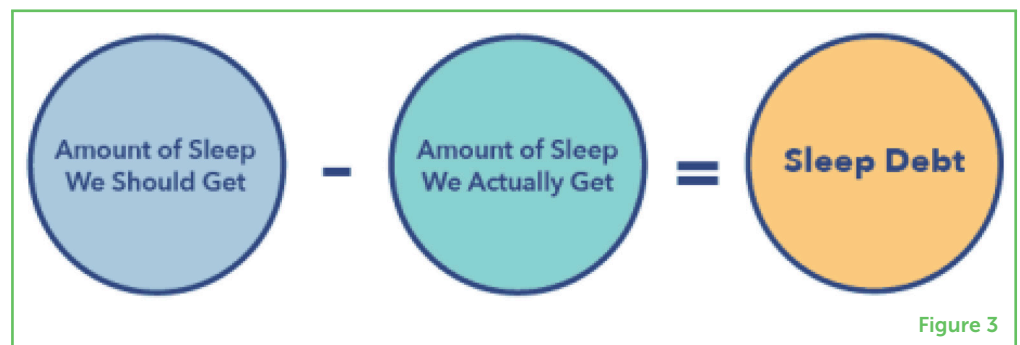 Amount of Sleep
We Should Get
-
Amount of Sleep
We Actually Get
=
Sleep Debt
Figure 3